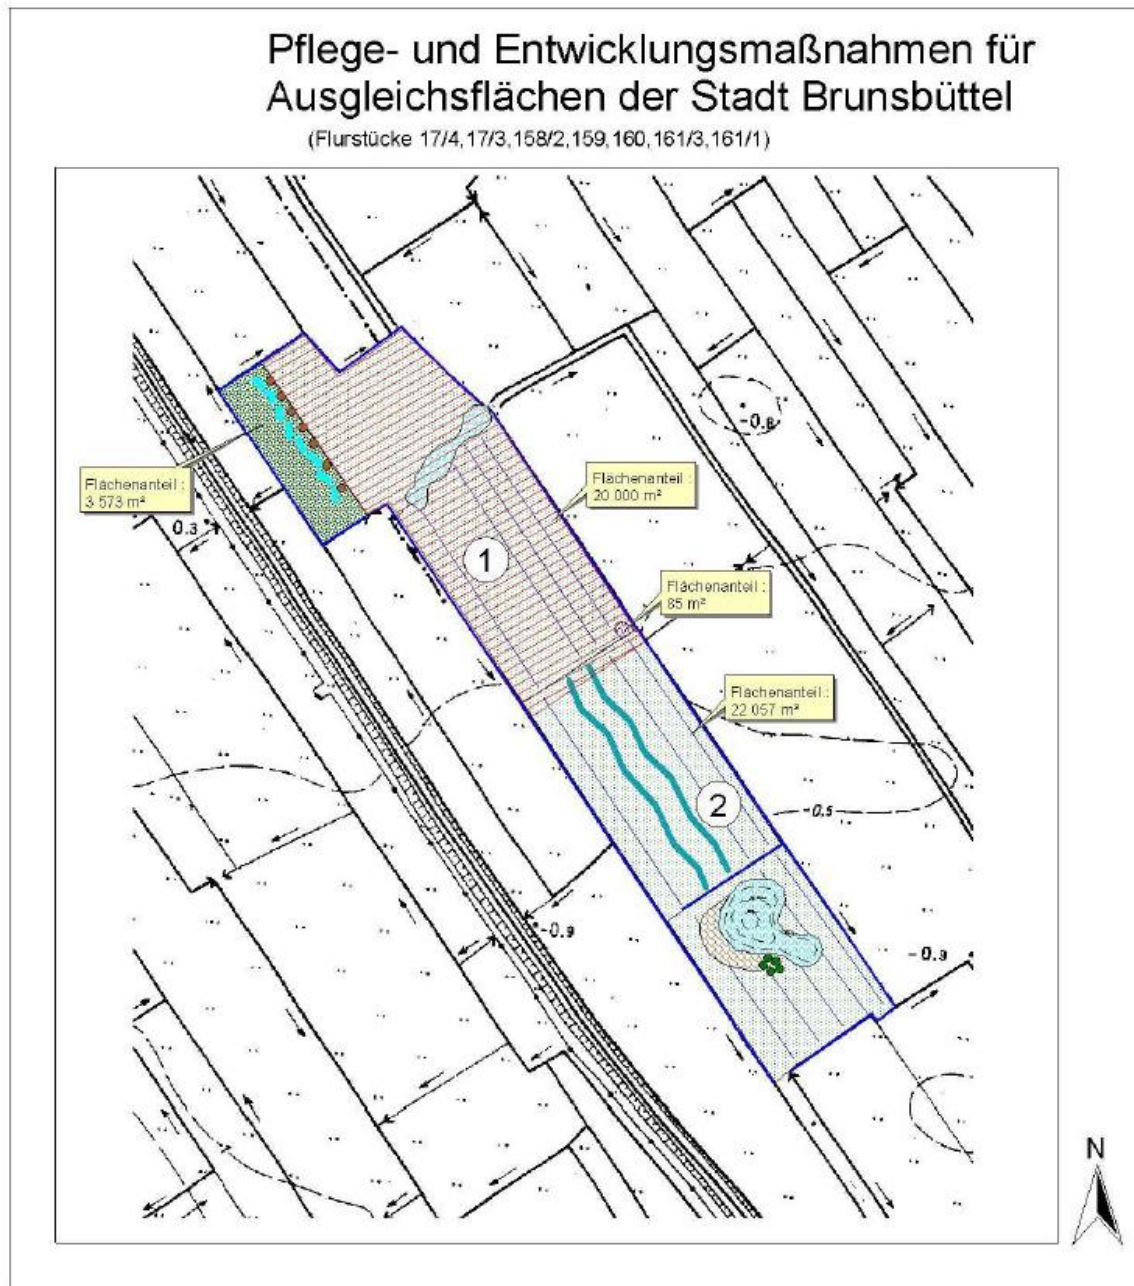 Pflege- und Entwicklungsmaßnahmen für
Ausgleichsflächen der Stadt Brunsbüttel
(Flurstücke 17/4,17/3,158/2,159,160,161/3,161/1)
-0.8
Flächenanteil :
3 573 m²
Flächenanteil :
20 000 m²
0.3
1
Flächenanteil :
85 m²
Flächenanteil :
22 057 m²
2
-0.5
-0.9
-0.9
N